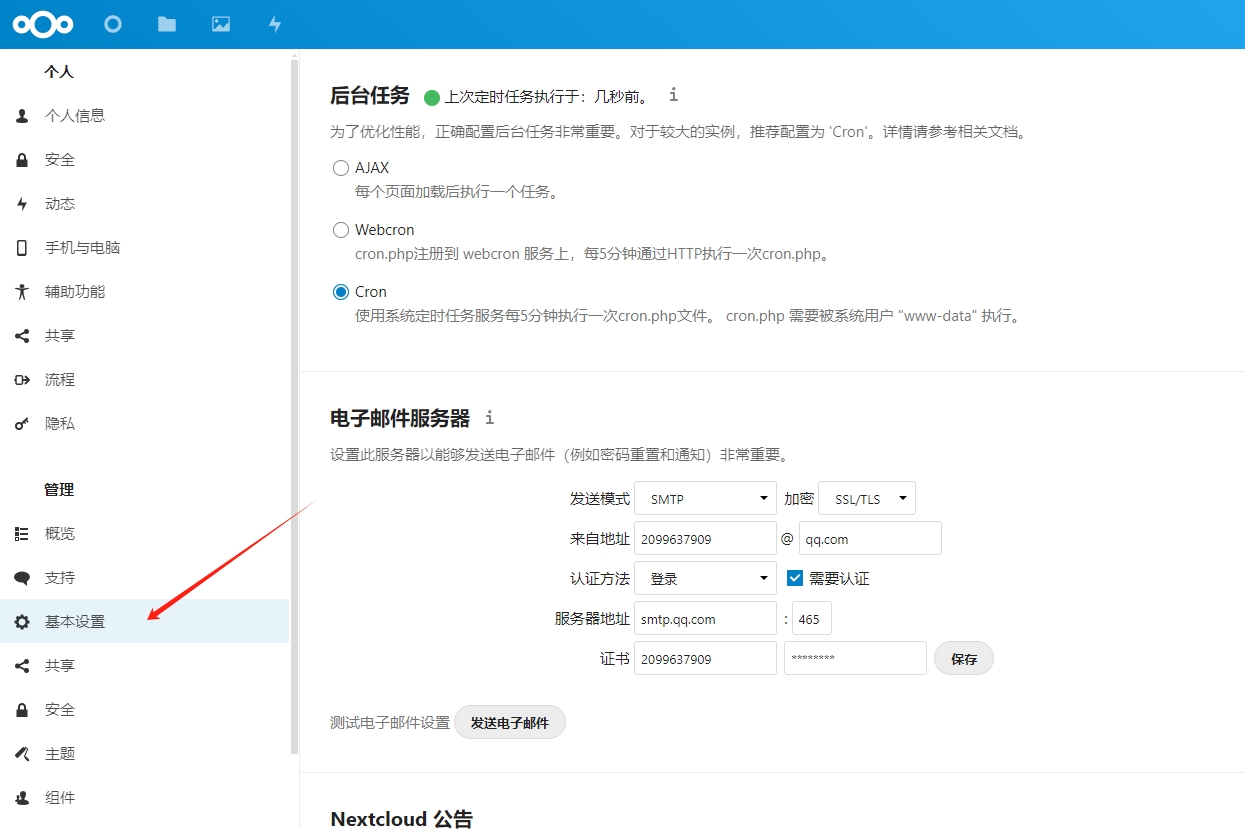 个人
个人信息
安全
动态
手机与电脑
辅助功能
共享
流程
隐私
管理
概览
支持
基本设置
共享
安全
主题
组件
后台任务 上次定时任务执行于：几秒前。
为了优化性能，正确配置后台任务非常重要。对于较大的实例，推荐配置为 'Cron'。详情请参考相关文档。
AJAX
每个页面加载后执行一个任务。
Webcron
cron.php注册到 webcron 服务上，每5分钟通过HTTP执行一次cron.php。
Cron
使用系统定时任务服务每5分钟执行一次cron.php文件。 cron.php 需要被系统用户 "www-data" 执行。
电子邮件服务器
设置此服务器以能够发送电子邮件（例如密码重置和通知）非常重要。
发送模式 SMTP 加密 SSL/TLS
来自地址 2099637909 @ qq.com
认证方法 登录 需要认证
服务器地址 smtp.qq.com : 465
证书 2099637909 ******** 保存
测试电子邮件设置 发送电子邮件
Nextcloud 公告